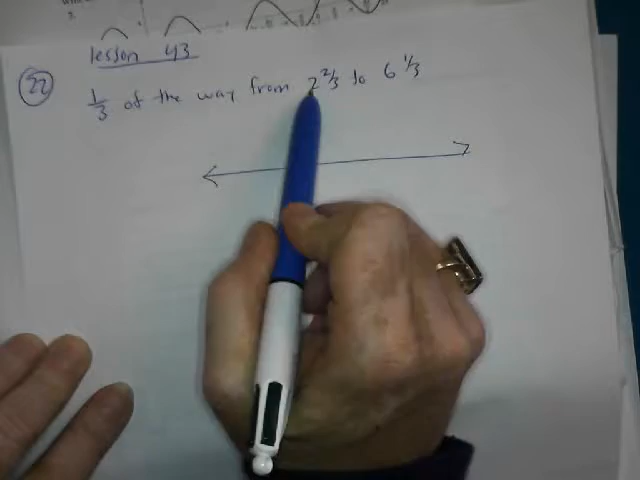 lesson 43
22
1/3 of the way from 2 2/3 to 6 1/3